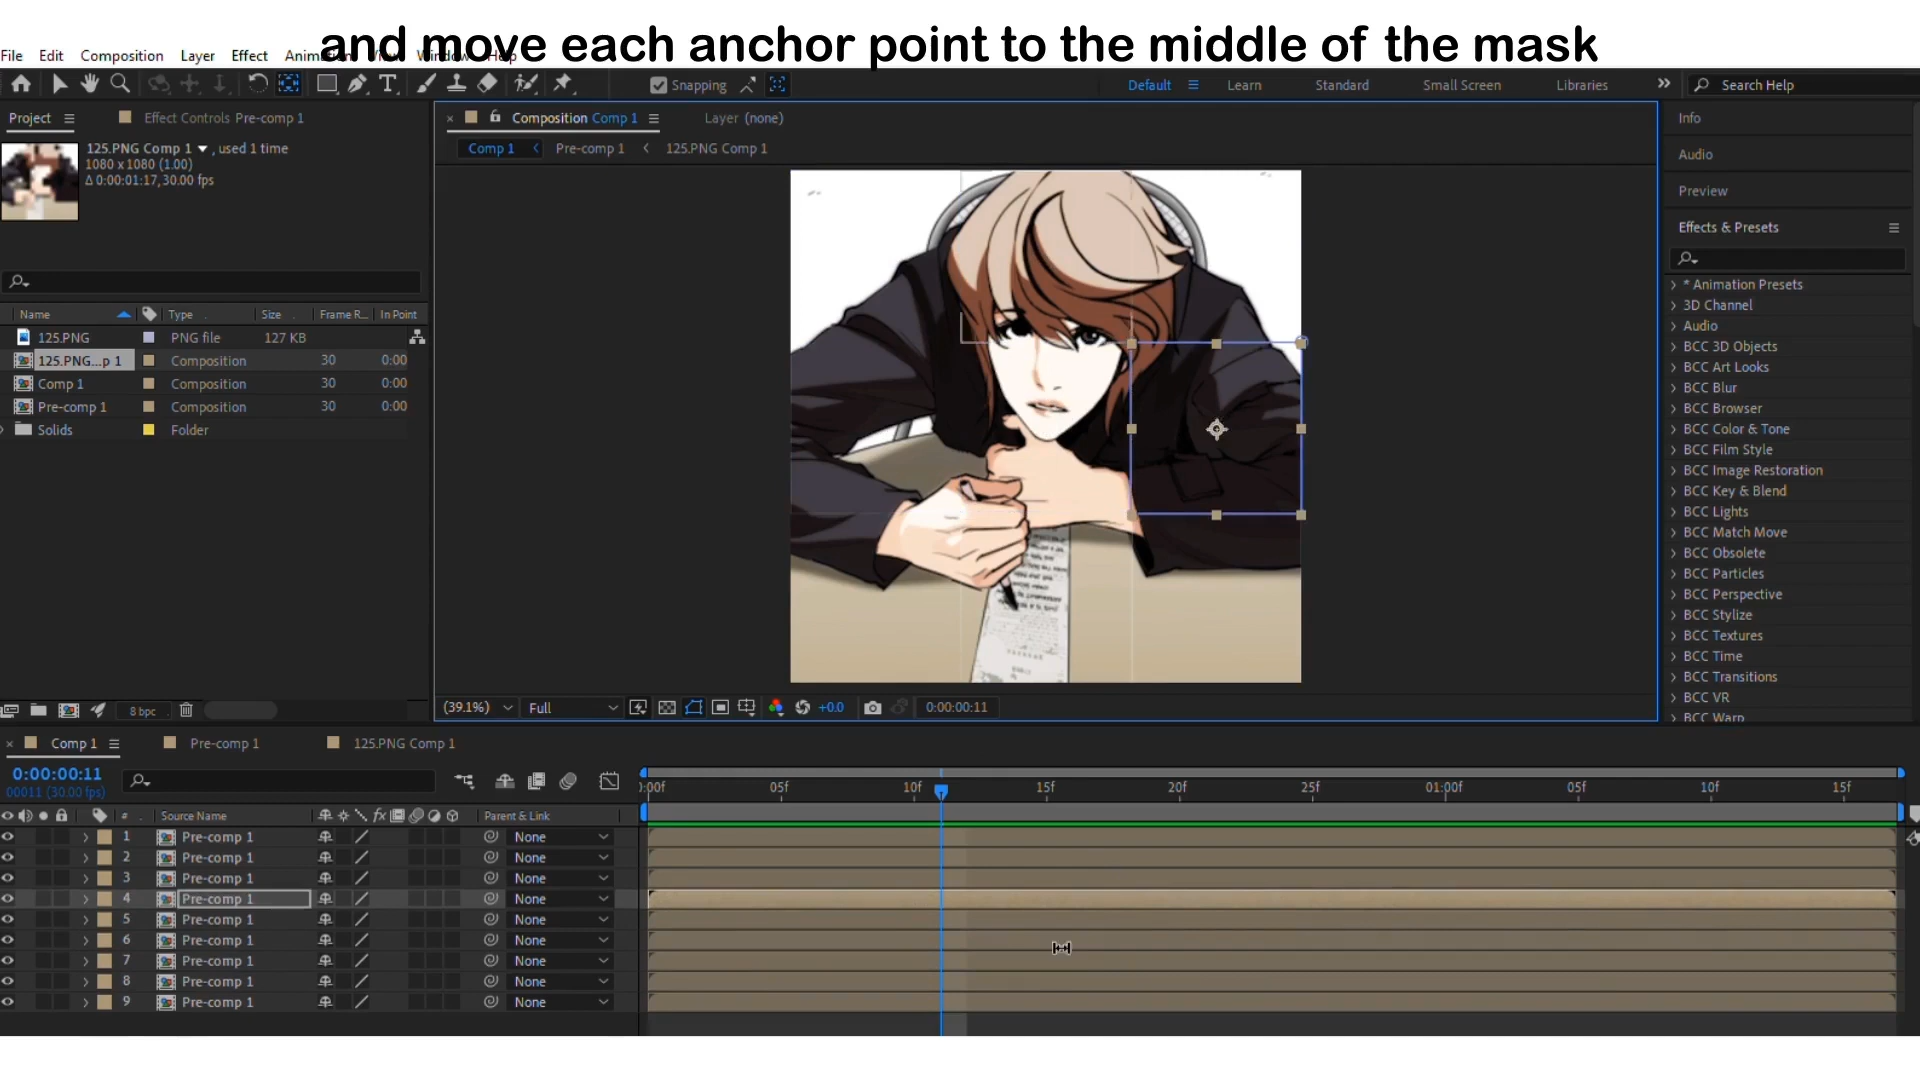 and move each anchor point to the middle of the mask
File Edit Composition Layer Effect Window Help
Snapping
Default Learn Standard Small Screen Libraries
Search Help
Project
Effect Controls Pre-comp 1
125.PNG Comp 1 , used 1 time
1080 x 1080 (1.00)
Δ 0:00:01:17, 30.00 fps
Name Type Size Frame R... In Point
125.PNG PNG file 127 KB
125.PNG...p 1 Composition 30 0:00
Comp 1 Composition 30 0:00
Pre-comp 1 Composition 30 0:00
Solids Folder
8 bpc
Composition Comp 1
Layer (none)
Comp 1 Pre-comp 1 125.PNG Comp 1
(39.1%) Full +0.0 0:00:00:11
Info
Audio
Preview
Effects & Presets
* Animation Presets
3D Channel
Audio
BCC 3D Objects
BCC Art Looks
BCC Blur
BCC Browser
BCC Color & Tone
BCC Film Style
BCC Image Restoration
BCC Key & Blend
BCC Lights
BCC Match Move
BCC Obsolete
BCC Particles
BCC Perspective
BCC Stylize
BCC Textures
BCC Time
BCC Transitions
BCC VR
BCC Warp
Comp 1 Pre-comp 1 125.PNG Comp 1
0:00:00:11
00011 (30.00 fps)
:00f 05f 10f 15f 20f 25f 01:00f 05f 10f 15f
# Source Name fx Parent & Link
1 Pre-comp 1 None
2 Pre-comp 1 None
3 Pre-comp 1 None
4 Pre-comp 1 None
5 Pre-comp 1 None
6 Pre-comp 1 None
7 Pre-comp 1 None
8 Pre-comp 1 None
9 Pre-comp 1 None